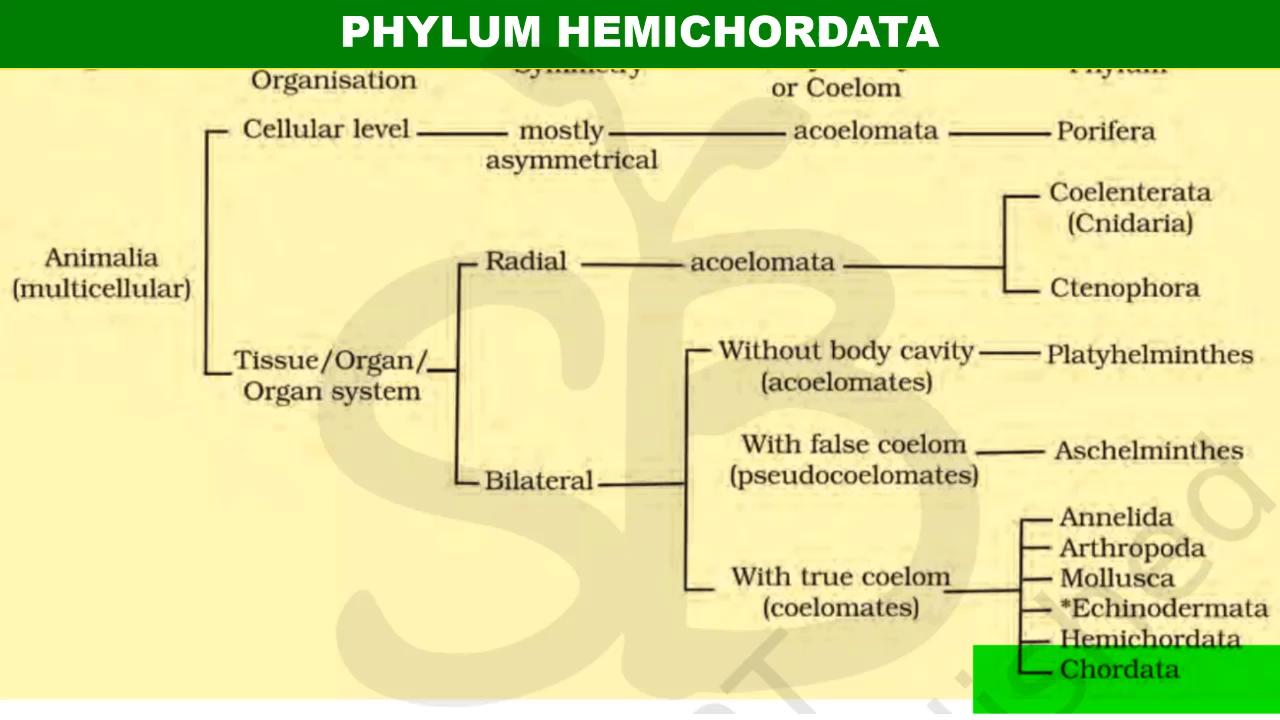 PHYLUM HEMICHORDATA
Organisation
Symmetry
or Coelom
Phylum
Cellular level
mostly
asymmetrical
acoelomata
Porifera
Animalia
(multicellular)
Radial
acoelomata
Coelenterata
(Cnidaria)
Ctenophora
Tissue/Organ/
Organ system
Bilateral
Without body cavity
(acoelomates)
Platyhelminthes
With false coelom
(pseudocoelomates)
Aschelminthes
With true coelom
(coelomates)
Annelida
Arthropoda
Mollusca
*Echinodermata
Hemichordata
Chordata